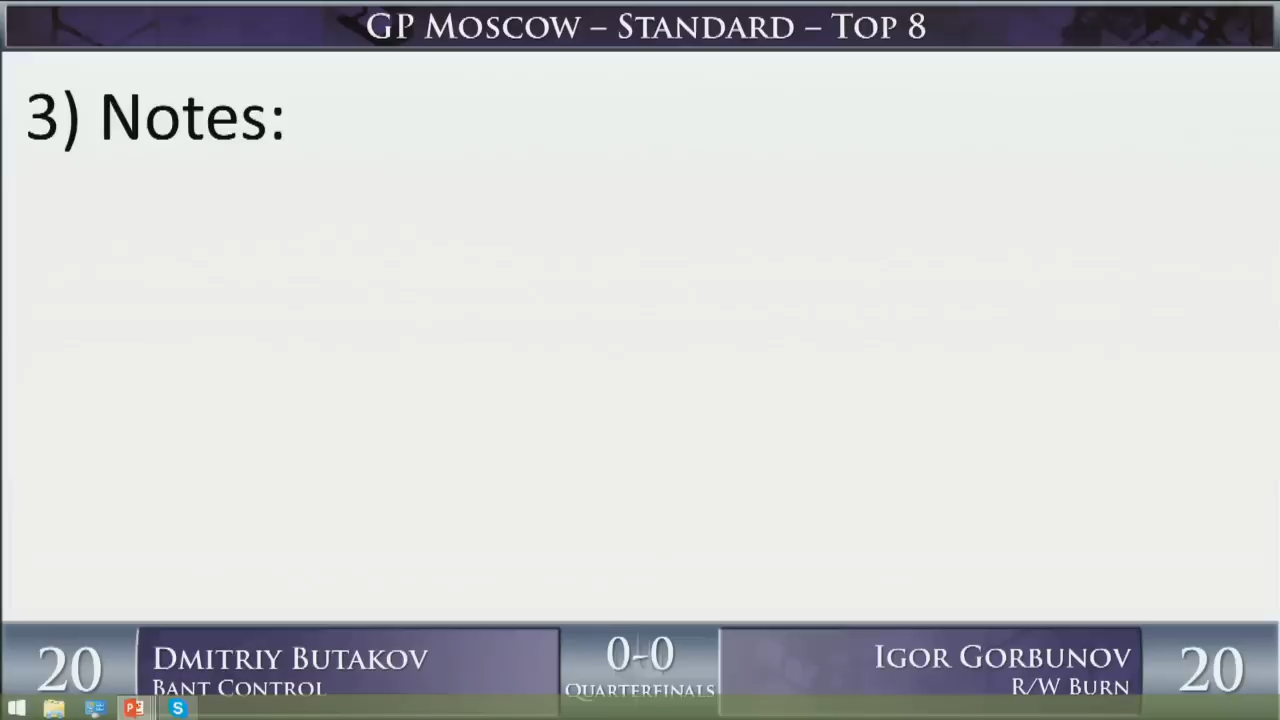 GP Moscow – Standard – Top 8
3) Notes:
20
Dmitriy Butakov
Bant Control
0-0
Quarterfinals
Igor Gorbunov
R/W Burn
20